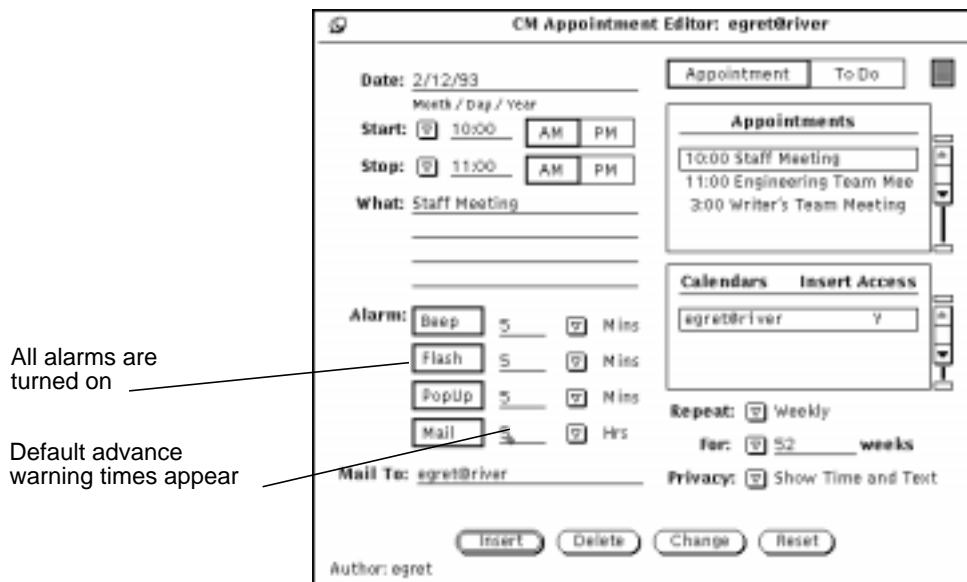 CM Appointment Editor: egret@river
Date: 2/12/93
Month / Day / Year
Start: 10:00 AM PM
Stop: 11:00 AM PM
What: Staff Meeting
Alarm: Beep 5 Mins
Flash 5 Mins
PopUp 5 Mins
Mail 5 Hrs
Mail To: egret@river
Appointment To Do
Appointments
10:00 Staff Meeting
11:00 Engineering Team Mee
3:00 Writer's Team Meeting
Calendars Insert Access
egret@river Y
Repeat: Weekly
For: 52 weeks
Privacy: Show Time and Text
Insert Delete Change Reset
Author: egret
All alarms are
turned on
Default advance
warning times appear